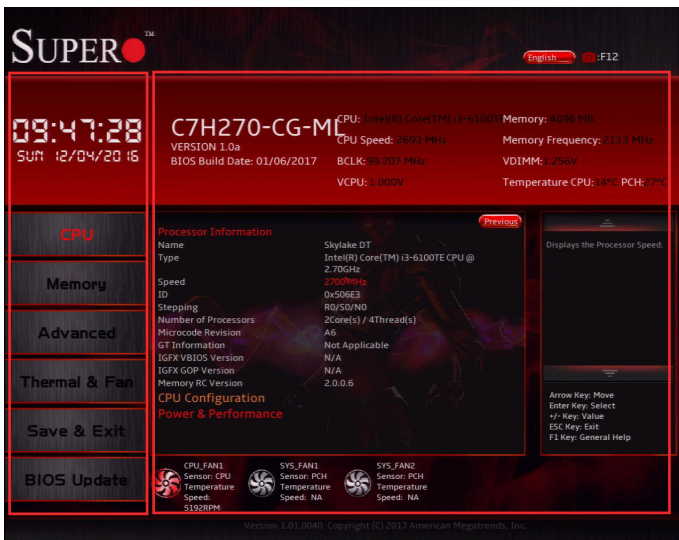 SUPER TM
English :F12
09:47:28
SUN 12/04/2016
C7H270-CG-ML
VERSION 1.0a
BIOS Build Date: 01/06/2017
CPU: Intel(R) Core(TM) i3-6100T
CPU Speed: 2693 MHz
BCLK: 99.707 MHz
VCPU: 1.000V
Memory: 4096 MB
Memory Frequency: 2133 MHz
VDIMM: 1.256V
Temperature CPU: 34°C PCH: 27°C
CPU
Memory
Advanced
Thermal & Fan
Save & Exit
BIOS Update
Previous
Processor Information
Name Skylake DT
Type Intel(R) Core(TM) i3-6100TE CPU @
2.70GHz
Speed 2700 MHz
ID 0x506E3
Stepping R0/S0/N0
Number of Processors 2Core(s) / 4Thread(s)
Microcode Revision A6
GT Information Not Applicable
IGFX VBIOS Version N/A
IGFX GOP Version N/A
Memory RC Version 2.0.0.6
CPU Configuration
Power & Performance
Displays the Processor Speed.
Arrow Key: Move
Enter Key: Select
+/- Key: Value
ESC Key: Exit
F1 Key: General Help
CPU_FAN1
Sensor: CPU
Temperature
Speed:
5192RPM
SYS_FAN1
Sensor: PCH
Temperature
Speed: NA
SYS_FAN2
Sensor: PCH
Temperature
Speed: NA
Version 1.01.0040. Copyright (C) 2017 American Megatrends, Inc.